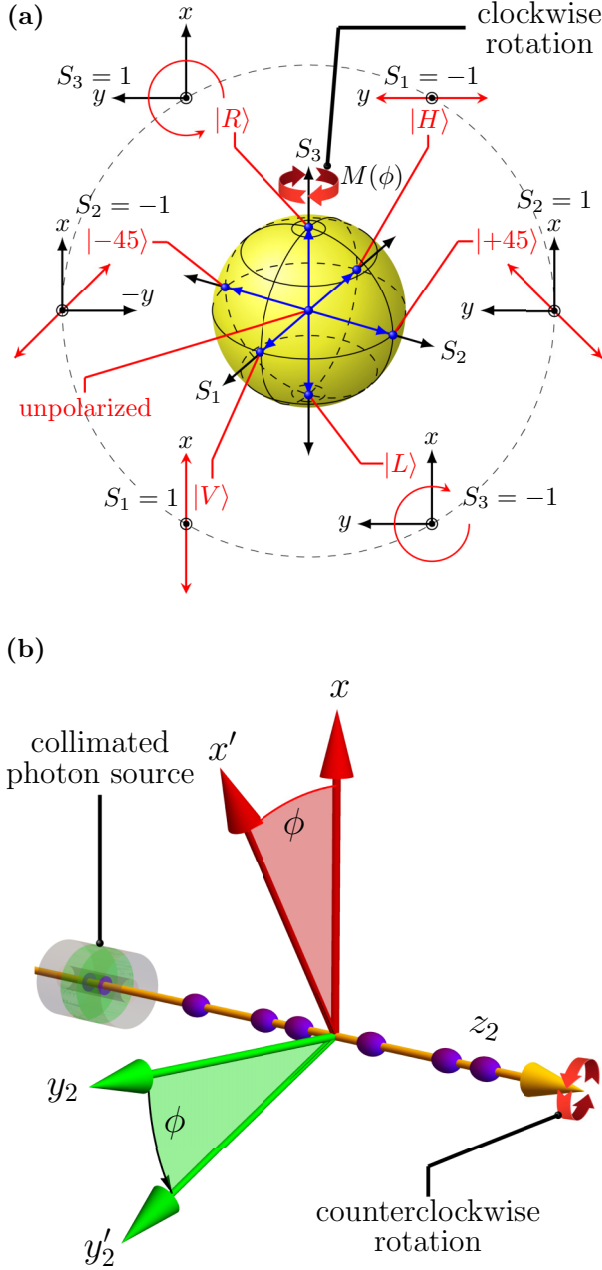 (a)
clockwise
rotation
x
S₃ = 1
y
|R⟩
S₃
M(ϕ)
S₁ = −1
y
|H⟩
x
S₂ = −1
|−45⟩
−y
x
S₂ = 1
|+45⟩
y
S₂
S₁
unpolarized
x
S₁ = 1
|V⟩
|L⟩
x
y
S₃ = −1
(b)
collimated
photon source
x′
x
ϕ
z₂
y₂
ϕ
y′₂
counterclockwise
rotation